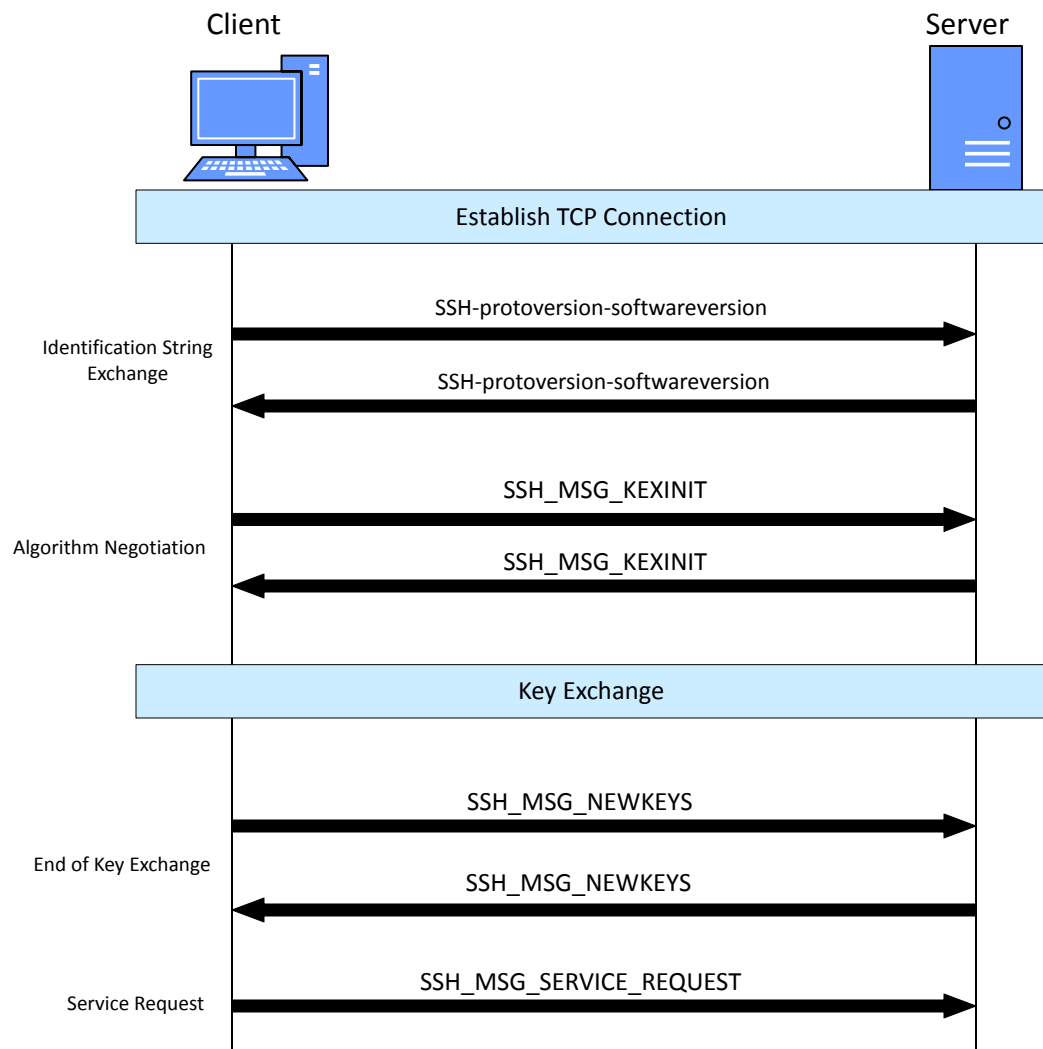 Client
Server
Establish TCP Connection
SSH-protoversion-softwareversion
Identification String
Exchange
SSH-protoversion-softwareversion
SSH_MSG_KEXINIT
Algorithm Negotiation
SSH_MSG_KEXINIT
Key Exchange
SSH_MSG_NEWKEYS
End of Key Exchange
SSH_MSG_NEWKEYS
SSH_MSG_SERVICE_REQUEST
Service Request